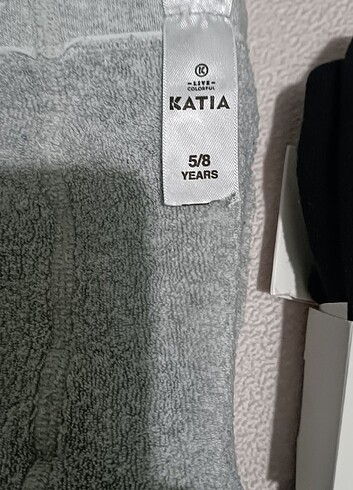 K
LIVE
COLORFUL
KATIA
5/8
YEARS